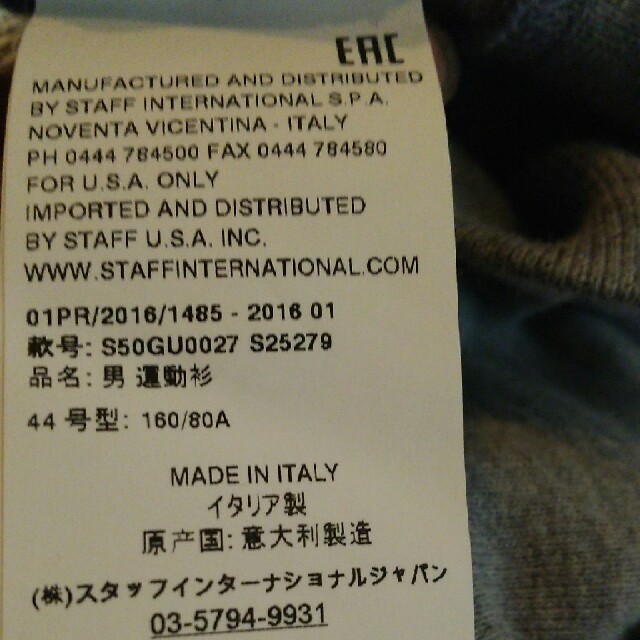 EAC
MANUFACTURED AND DISTRIBUTED
BY STAFF INTERNATIONAL S.P.A.
NOVENTA VICENTINA - ITALY
PH 0444 784500 FAX 0444 784580
FOR U.S.A. ONLY
IMPORTED AND DISTRIBUTED
BY STAFF U.S.A. INC.
WWW.STAFFINTERNATIONAL.COM
01PR/2016/1485 - 2016 01
款号: S50GU0027 S25279
品名: 男 運動衫
44 号型: 160/80A
MADE IN ITALY
イタリア製
原产国: 意大利製造
(株)スタッフインターナショナルジャパン
03-5794-9931